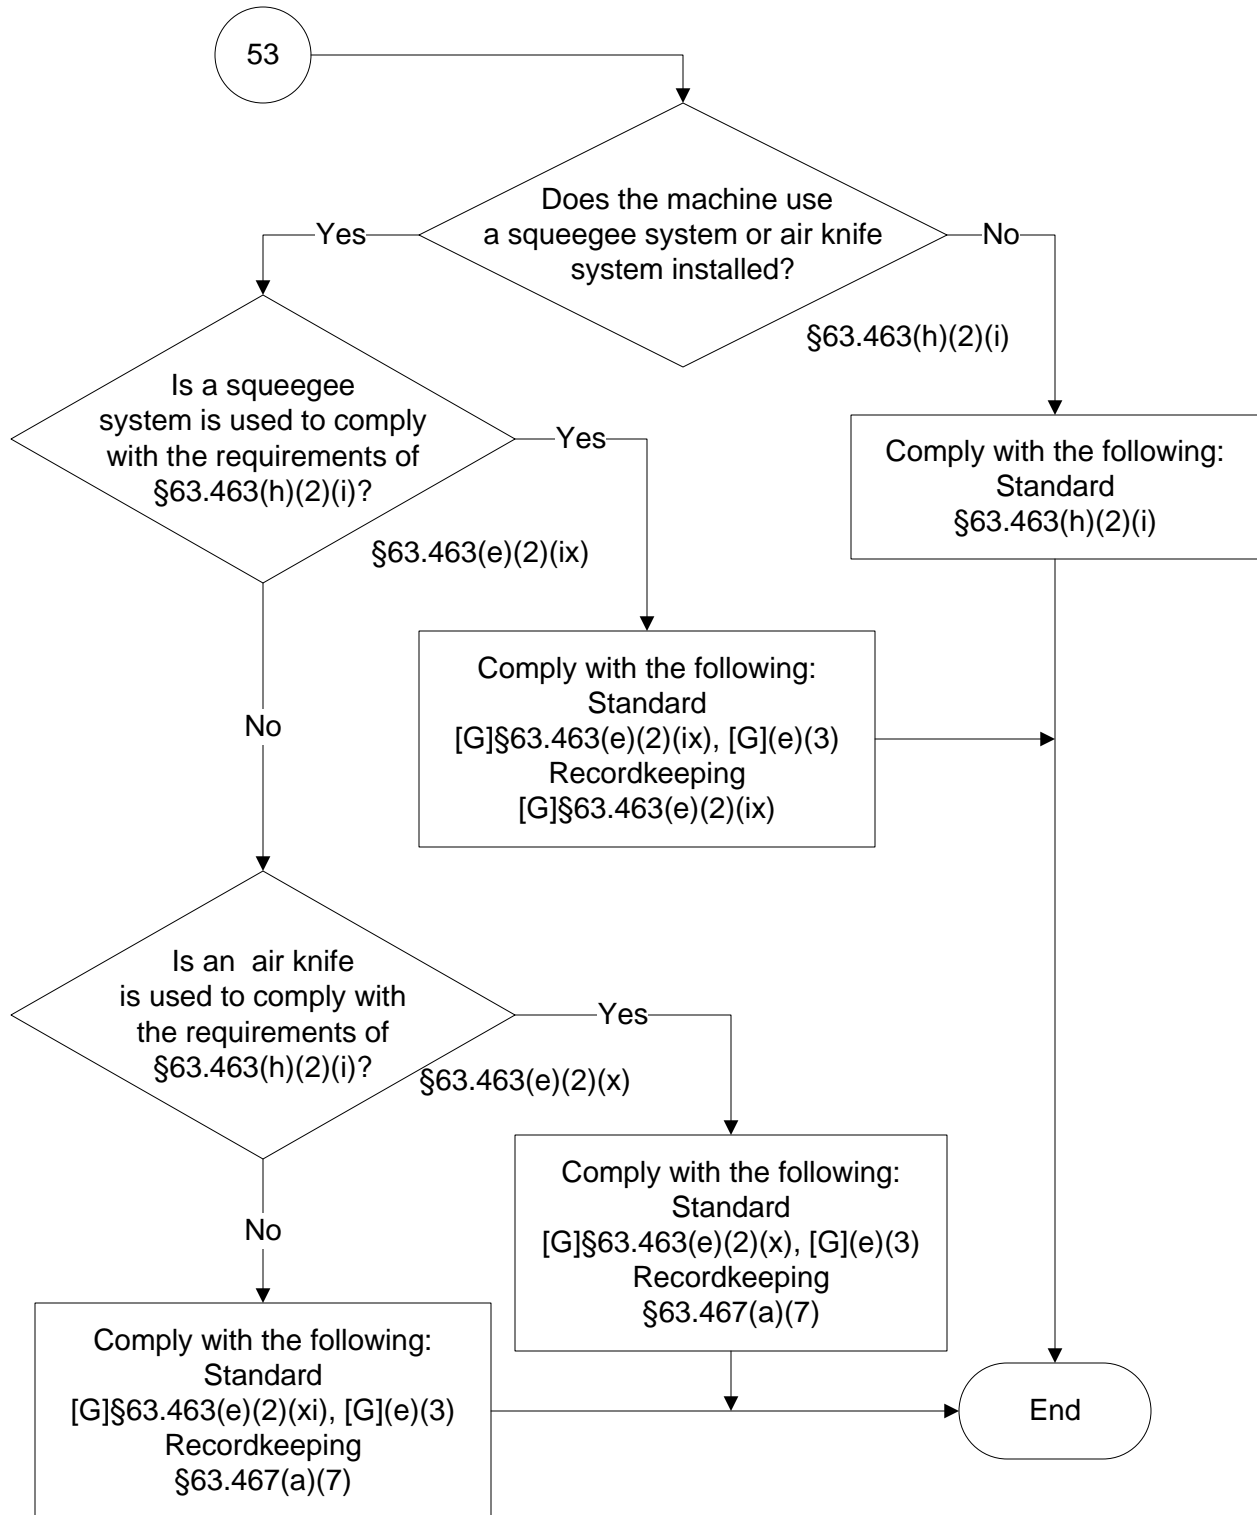 53
Does the machine use
a squeegee system or air knife
system installed?
Yes
No
§63.463(h)(2)(i)
Is a squeegee
system is used to comply
with the requirements of
§63.463(h)(2)(i)?
Yes
§63.463(e)(2)(ix)
Comply with the following:
Standard
§63.463(h)(2)(i)
Comply with the following:
Standard
[G]§63.463(e)(2)(ix), [G](e)(3)
Recordkeeping
[G]§63.463(e)(2)(ix)
No
Is an  air knife
is used to comply with
the requirements of
§63.463(h)(2)(i)?
Yes
§63.463(e)(2)(x)
Comply with the following:
Standard
[G]§63.463(e)(2)(x), [G](e)(3)
Recordkeeping
§63.467(a)(7)
No
Comply with the following:
Standard
[G]§63.463(e)(2)(xi), [G](e)(3)
Recordkeeping
§63.467(a)(7)
End